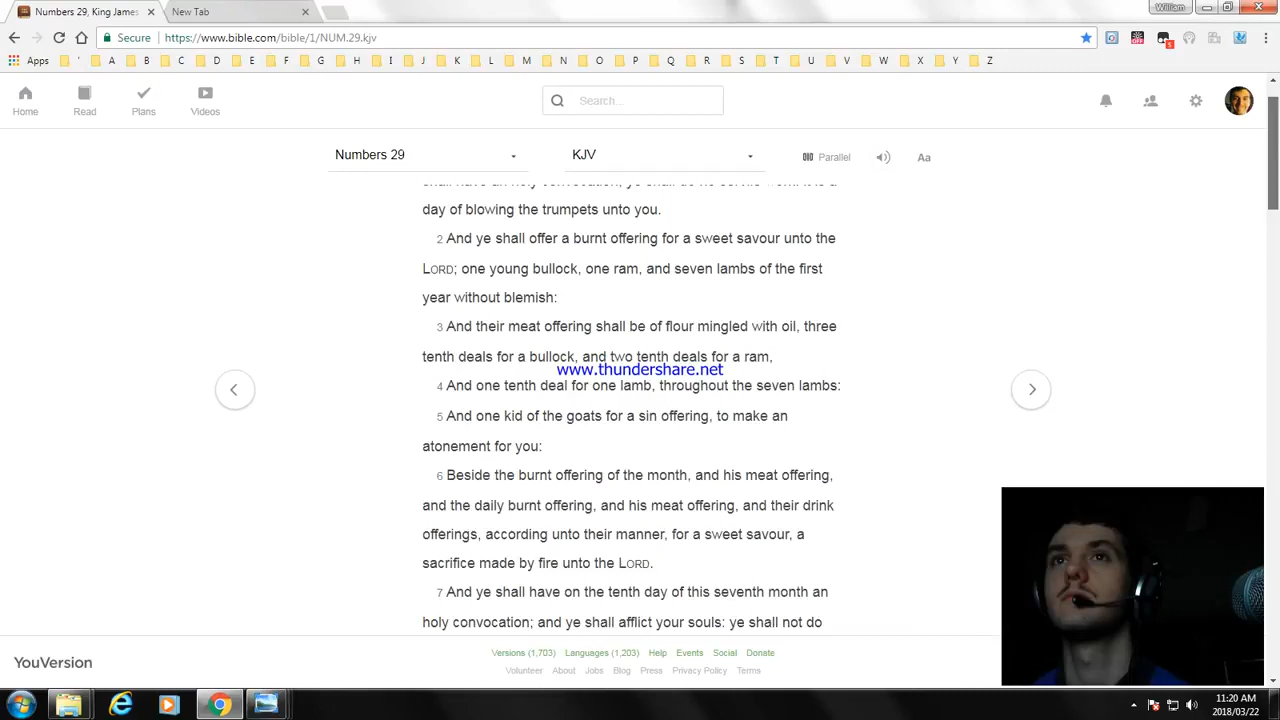 Numbers 29, King James
New Tab
William
Secure
https://www.bible.com/bible/1/NUM.29.kjv
Apps ' A B C D E F G H I J K L M N O P Q R S T U V W X Y Z
Home Read Plans Videos
Search...
Numbers 29
KJV
Parallel
Aa
day of blowing the trumpets unto you.
2 And ye shall offer a burnt offering for a sweet savour unto the
LORD; one young bullock, one ram, and seven lambs of the first
year without blemish:
3 And their meat offering shall be of flour mingled with oil, three
tenth deals for a bullock, and two tenth deals for a ram,
www.thundershare.net
4 And one tenth deal for one lamb, throughout the seven lambs:
5 And one kid of the goats for a sin offering, to make an
atonement for you:
6 Beside the burnt offering of the month, and his meat offering,
and the daily burnt offering, and his meat offering, and their drink
offerings, according unto their manner, for a sweet savour, a
sacrifice made by fire unto the LORD.
7 And ye shall have on the tenth day of this seventh month an
holy convocation; and ye shall afflict your souls: ye shall not do
YouVersion
Versions (1,703) Languages (1,203) Help Events Social Donate
Volunteer About Jobs Blog Press Privacy Policy Terms
11:20 AM
2018/03/22